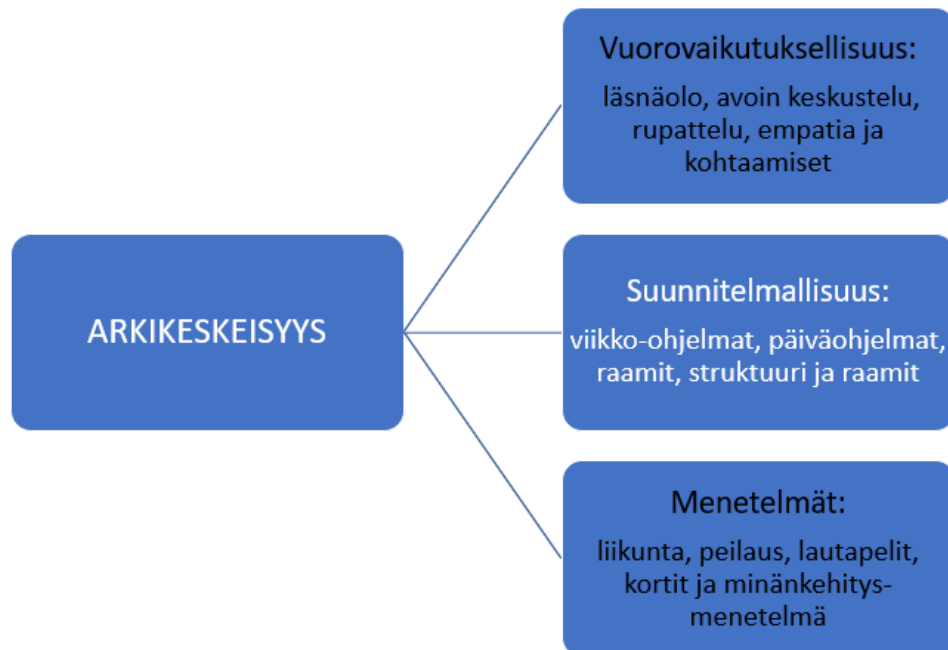 ARKIKESKEISYYS
Vuorovaikutuksellisuus:
läsnäolo, avoin keskustelu,
rupattelu, empatia ja
kohtaamiset
Suunnitelmallisuus:
viikko-ohjelmat, päiväohjelmat,
raamit, struktuuri ja raamit
Menetelmät:
liikunta, peilaus, lautapelit,
kortit ja minänkehitys-
menetelmä